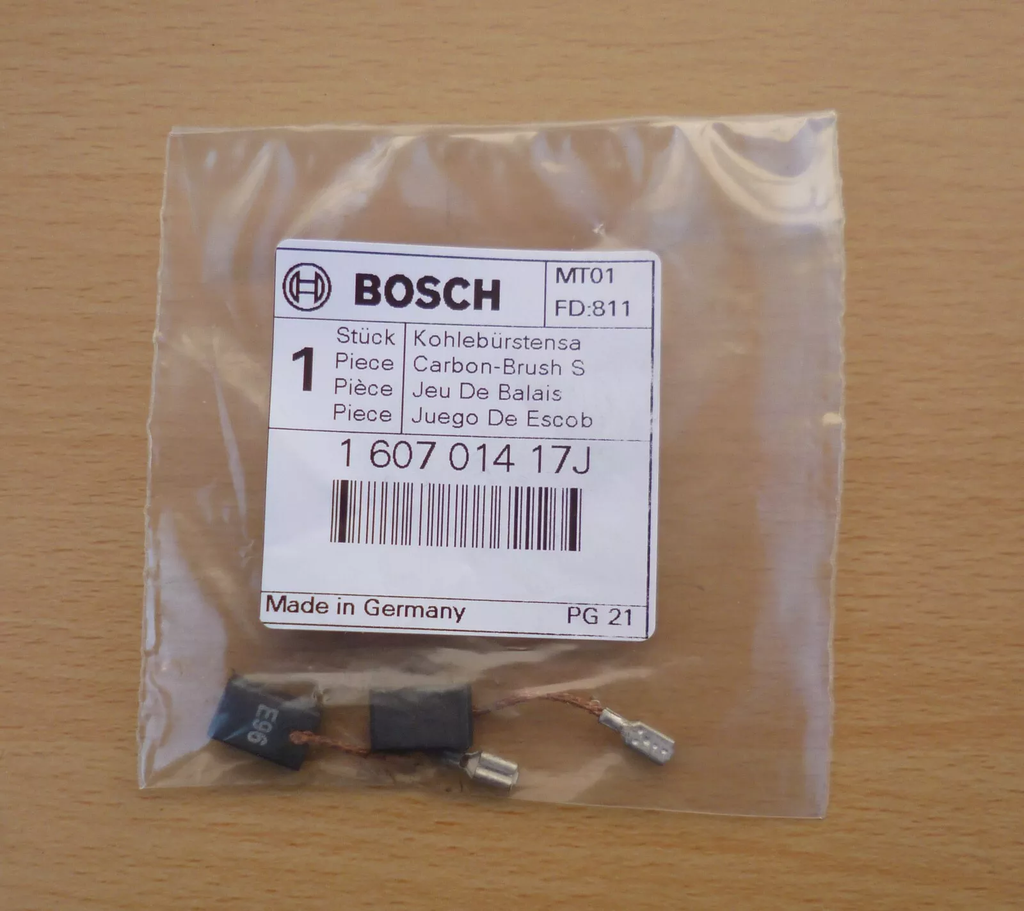 BOSCH
MT01
FD:811
1
Stück
Piece
Pièce
Piece
Kohlebürstensa
Carbon-Brush S
Jeu De Balais
Juego De Escob
1 607 014 17J
Made in Germany
PG 21
E96